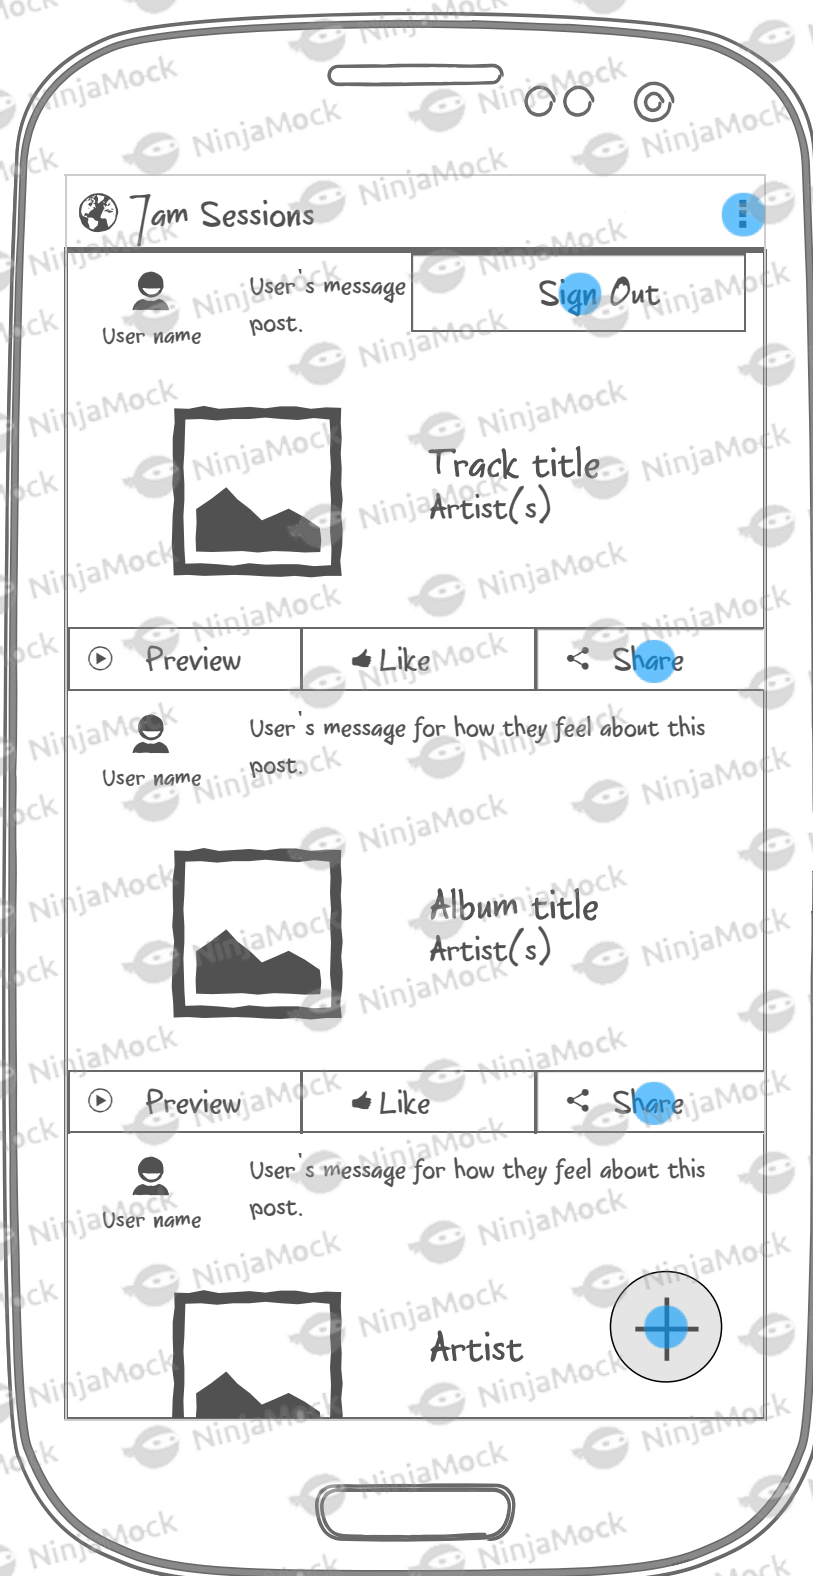 Jam Sessions
User's message
post.
Sign Out
User name
Track title
Artist(s)
Preview
Like
Share
User's message for how they feel about this
post.
User name
Album title
Artist(s)
Preview
Like
Share
User's message for how they feel about this
post.
User name
Artist
NinjaMock